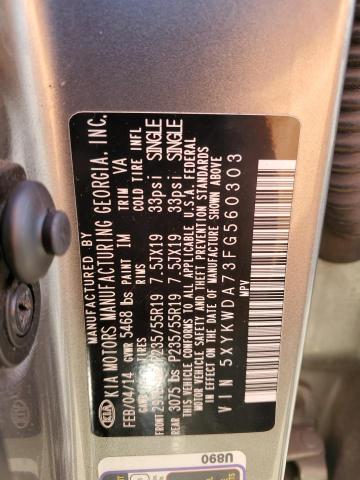 MANUFACTURED BY
KIA KIA MOTORS MANUFACTURING GEORGIA. INC.
FEB/04/14 GVWR 5468 lbs PAINT IM TRIM VA
RIMS COLD TIRE INFL
FRONT P235/55R19 7.5JX19 33psi SINGLE
REAR 3075 lbs P235/55R19 7.5JX19 33psi SINGLE
THIS VEHICLE CONFORMS TO ALL APPLICABLE U.S.A. FEDERAL
MOTOR VEHICLE SAFETY AND THEFT PREVENTION STANDARDS
IN EFFECT ON THE DATE OF MANUFACTURE SHOWN ABOVE
VIN 5XYKWDA73FG560303
MPV
U890
KIA